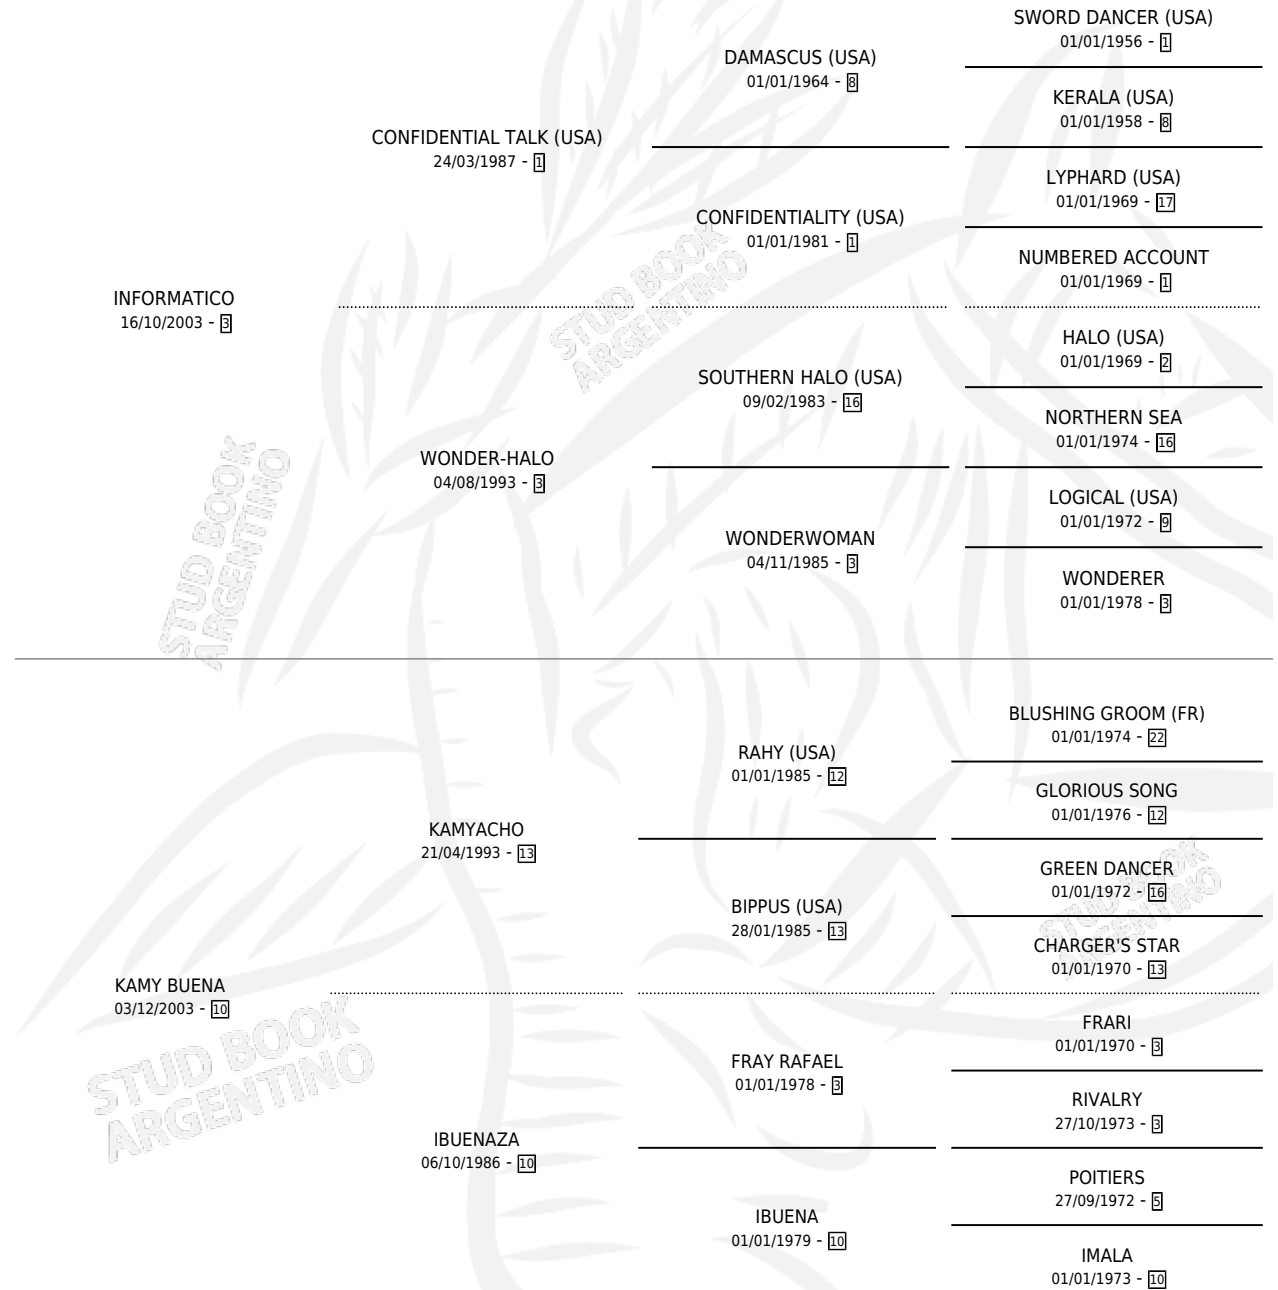 SWORD DANCER (USA)
01/01/1956 - 1
DAMASCUS (USA)
01/01/1964 - 8
KERALA (USA)
01/01/1958 - 8
CONFIDENTIAL TALK (USA)
24/03/1987 - 1
LYPHARD (USA)
01/01/1969 - 17
CONFIDENTIALITY (USA)
01/01/1981 - 1
NUMBERED ACCOUNT
01/01/1969 - 1
INFORMATICO
16/10/2003 - 3
HALO (USA)
01/01/1969 - 2
SOUTHERN HALO (USA)
09/02/1983 - 16
NORTHERN SEA
01/01/1974 - 16
WONDER-HALO
04/08/1993 - 3
LOGICAL (USA)
01/01/1972 - 9
WONDERWOMAN
04/11/1985 - 3
WONDERER
01/01/1978 - 3
BLUSHING GROOM (FR)
01/01/1974 - 22
RAHY (USA)
01/01/1985 - 12
GLORIOUS SONG
01/01/1976 - 12
KAMYACHO
21/04/1993 - 13
GREEN DANCER
01/01/1972 - 16
BIPPUS (USA)
28/01/1985 - 13
CHARGER'S STAR
01/01/1970 - 13
KAMY BUENA
03/12/2003 - 10
FRARI
01/01/1970 - 3
FRAY RAFAEL
01/01/1978 - 3
RIVALRY
27/10/1973 - 3
IBUENAZA
06/10/1986 - 10
POITIERS
27/09/1972 - 5
IBUENA
01/01/1979 - 10
IMALA
01/01/1973 - 10
STUD BOOK
ARGENTINO
STUD BOOK
ARGENTINO
STUD BOOK
ARGENTINO
STUD BOOK
ARGENTINO